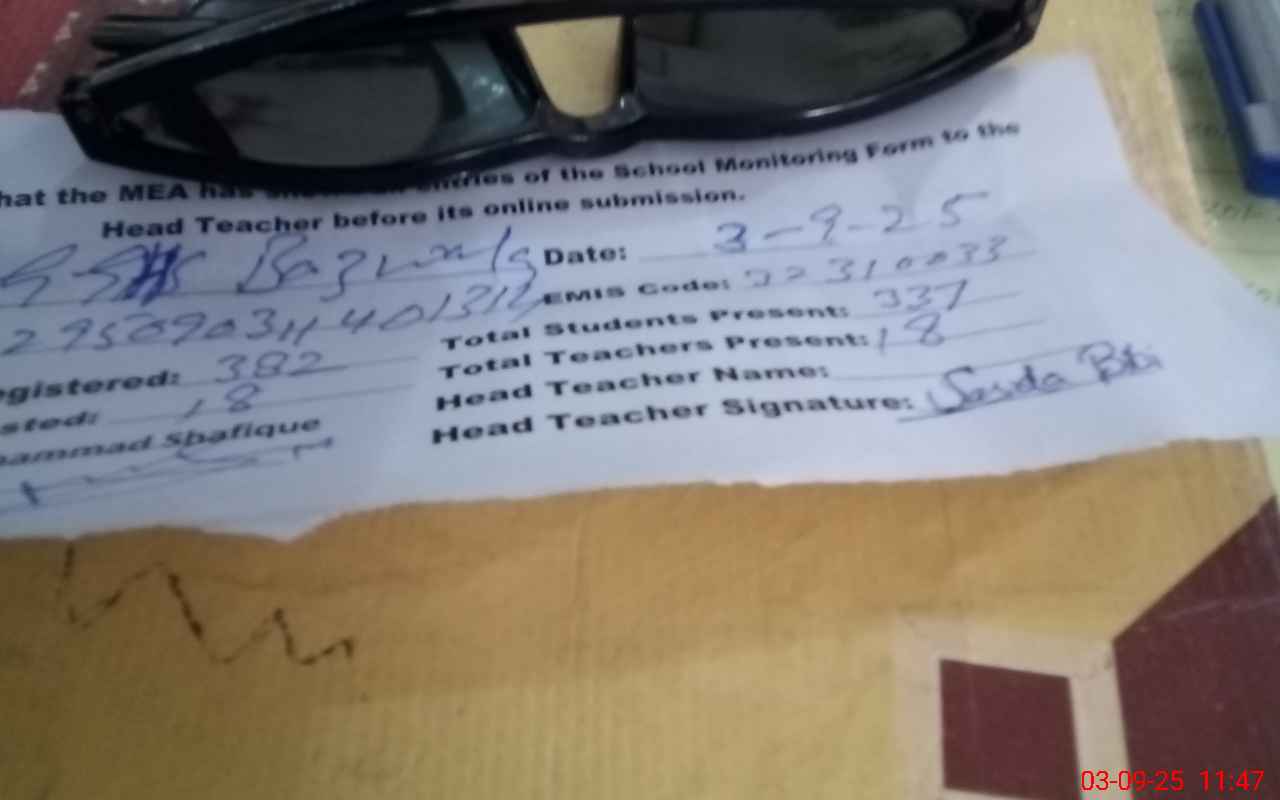 hat the MEA has entries of the School Monitoring Form to the
Head Teacher before its online submission.
Date: 3-9-25
EMIS Code: 32310033
Total Students Present: 337
egistered: 382
Total Teachers Present: 18
sted: 18
Head Teacher Name:
ammad Shafique
Head Teacher Signature: Bibi
03-09-25 11:47